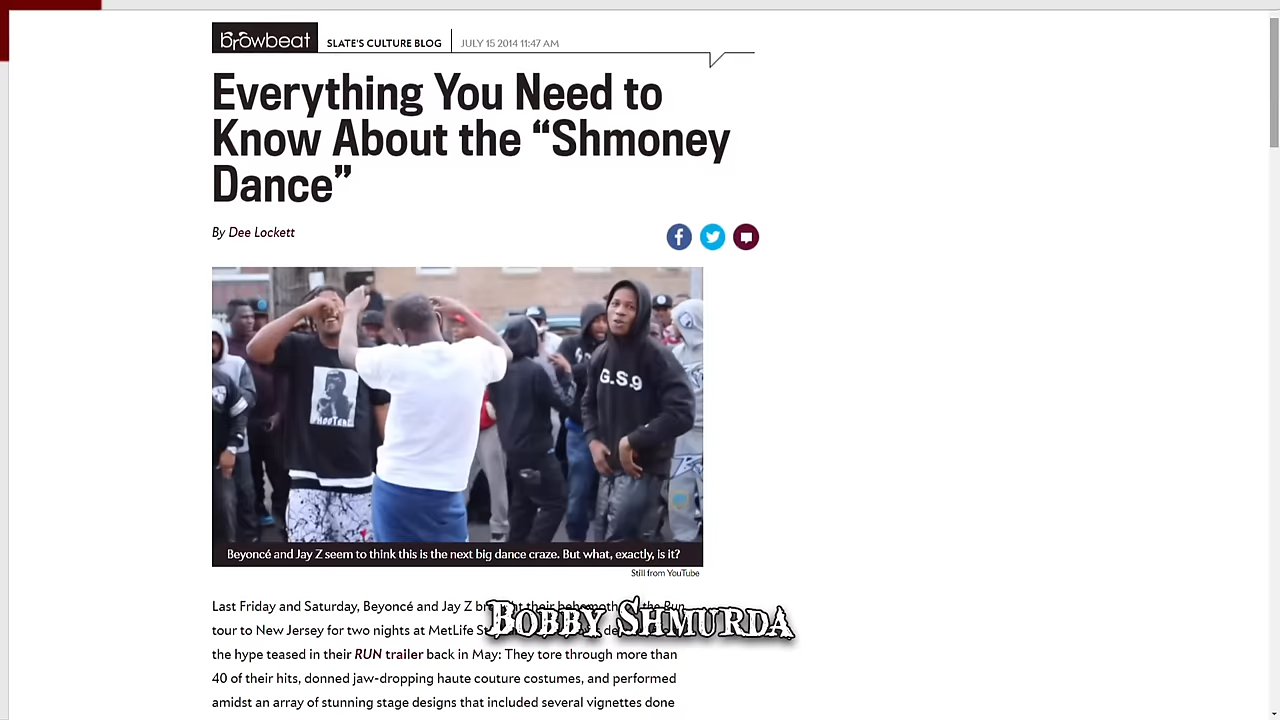 browbeat SLATE'S CULTURE BLOG JULY 15 2014 11:47 AM
Everything You Need to
Know About the “Shmoney
Dance”
By Dee Lockett
G.S.9
HOOTER
Beyoncé and Jay Z seem to think this is the next big dance craze. But what, exactly, is it?
Still from YouTube
Last Friday and Saturday, Beyoncé and Jay Z the Run
tour to New Jersey for two nights at MetLife
BOBBY SHMURDA
the hype teased in their RUN trailer back in May: They tore through more than
40 of their hits, donned jaw-dropping haute couture costumes, and performed
amidst an array of stunning stage designs that included several vignettes done